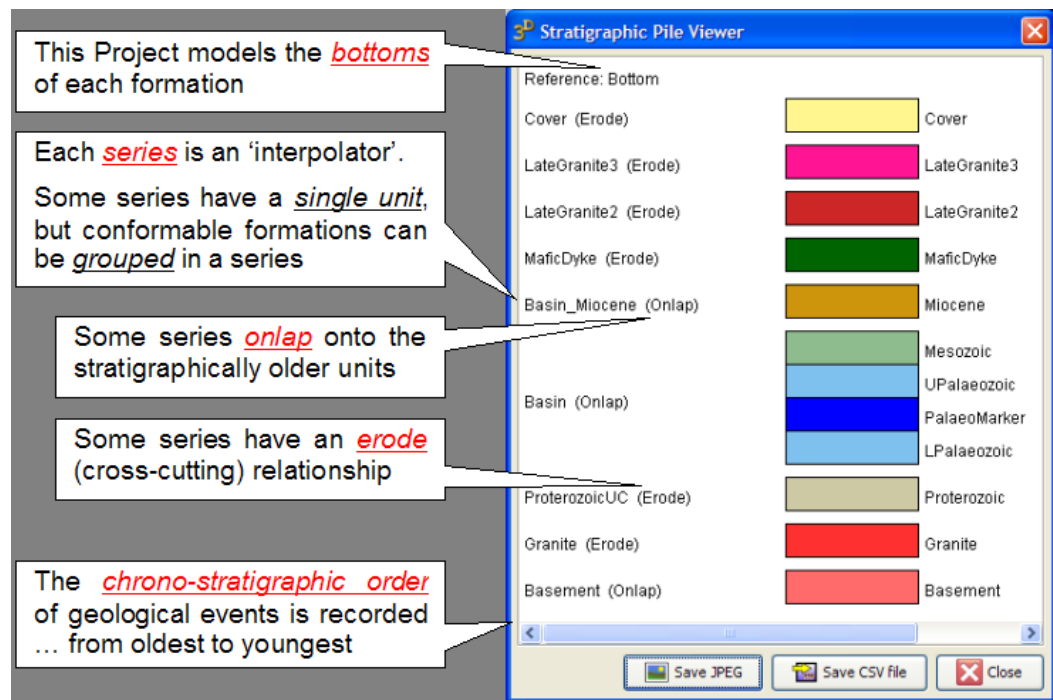 This Project models the bottoms
of each formation
Each series is an ‘interpolator’.
Some series have a single unit,
but conformable formations can
be grouped in a series
Some series onlap onto the
stratigraphically older units
Some series have an erode
(cross-cutting) relationship
The chrono-stratigraphic order
of geological events is recorded
… from oldest to youngest
3D Stratigraphic Pile Viewer
Reference: Bottom
Cover (Erode) Cover
LateGranite3 (Erode) LateGranite3
LateGranite2 (Erode) LateGranite2
MaficDyke (Erode) MaficDyke
Basin_Miocene (Onlap) Miocene
Mesozoic
UPalaeozoic
Basin (Onlap)
PalaeoMarker
LPalaeozoic
ProterozoicUC (Erode) Proterozoic
Granite (Erode) Granite
Basement (Onlap) Basement
Save JPEG Save CSV file Close